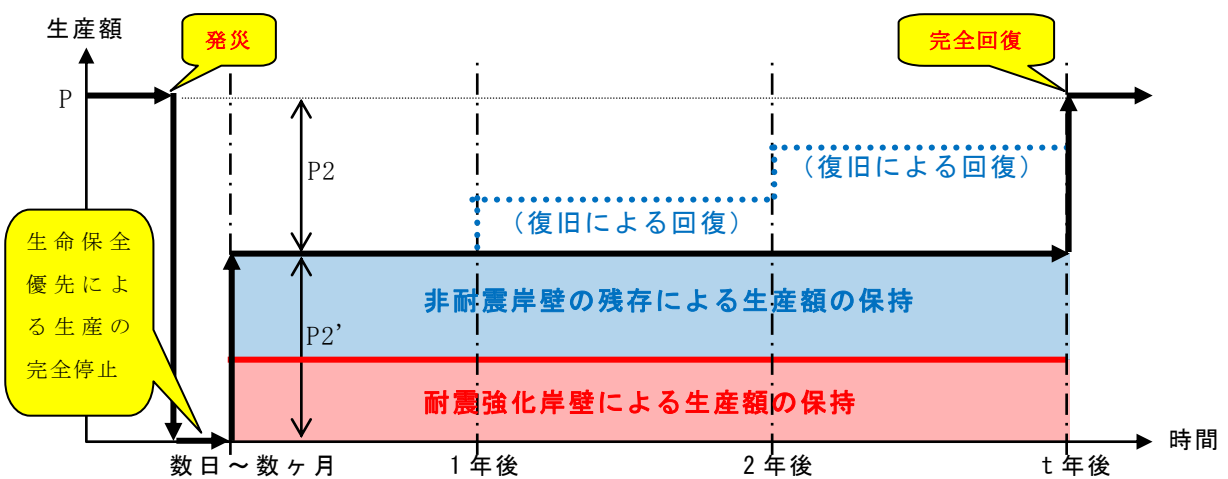 生産額
発災
完全回復
P
P2
（復旧による回復）
（復旧による回復）
生命保全
優先によ
る生産の
完全停止
非耐震岸壁の残存による生産額の保持
P2’
耐震強化岸壁による生産額の保持
時間
数日～数ヶ月
1年後
2年後
t年後